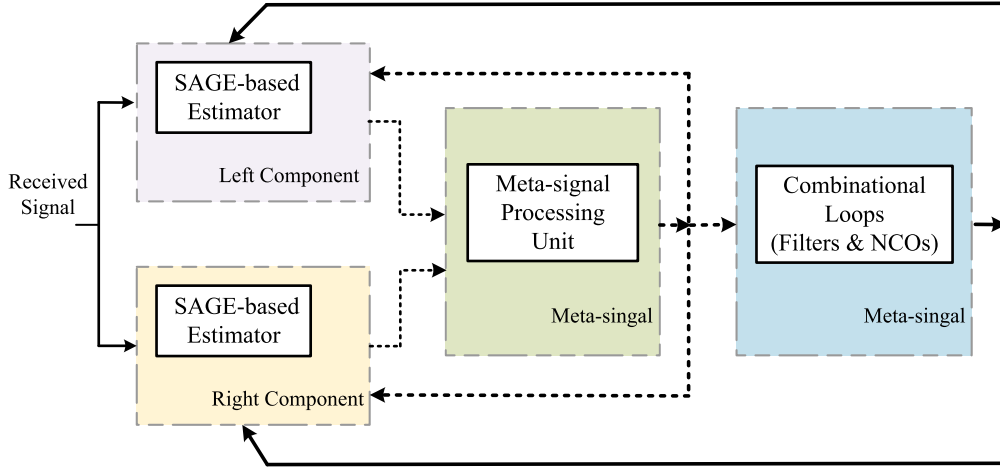 Received
Signal
SAGE-based
Estimator
Left Component
SAGE-based
Estimator
Right Component
Meta-signal
Processing
Unit
Meta-singal
Combinational
Loops
(Filters & NCOs)
Meta-singal